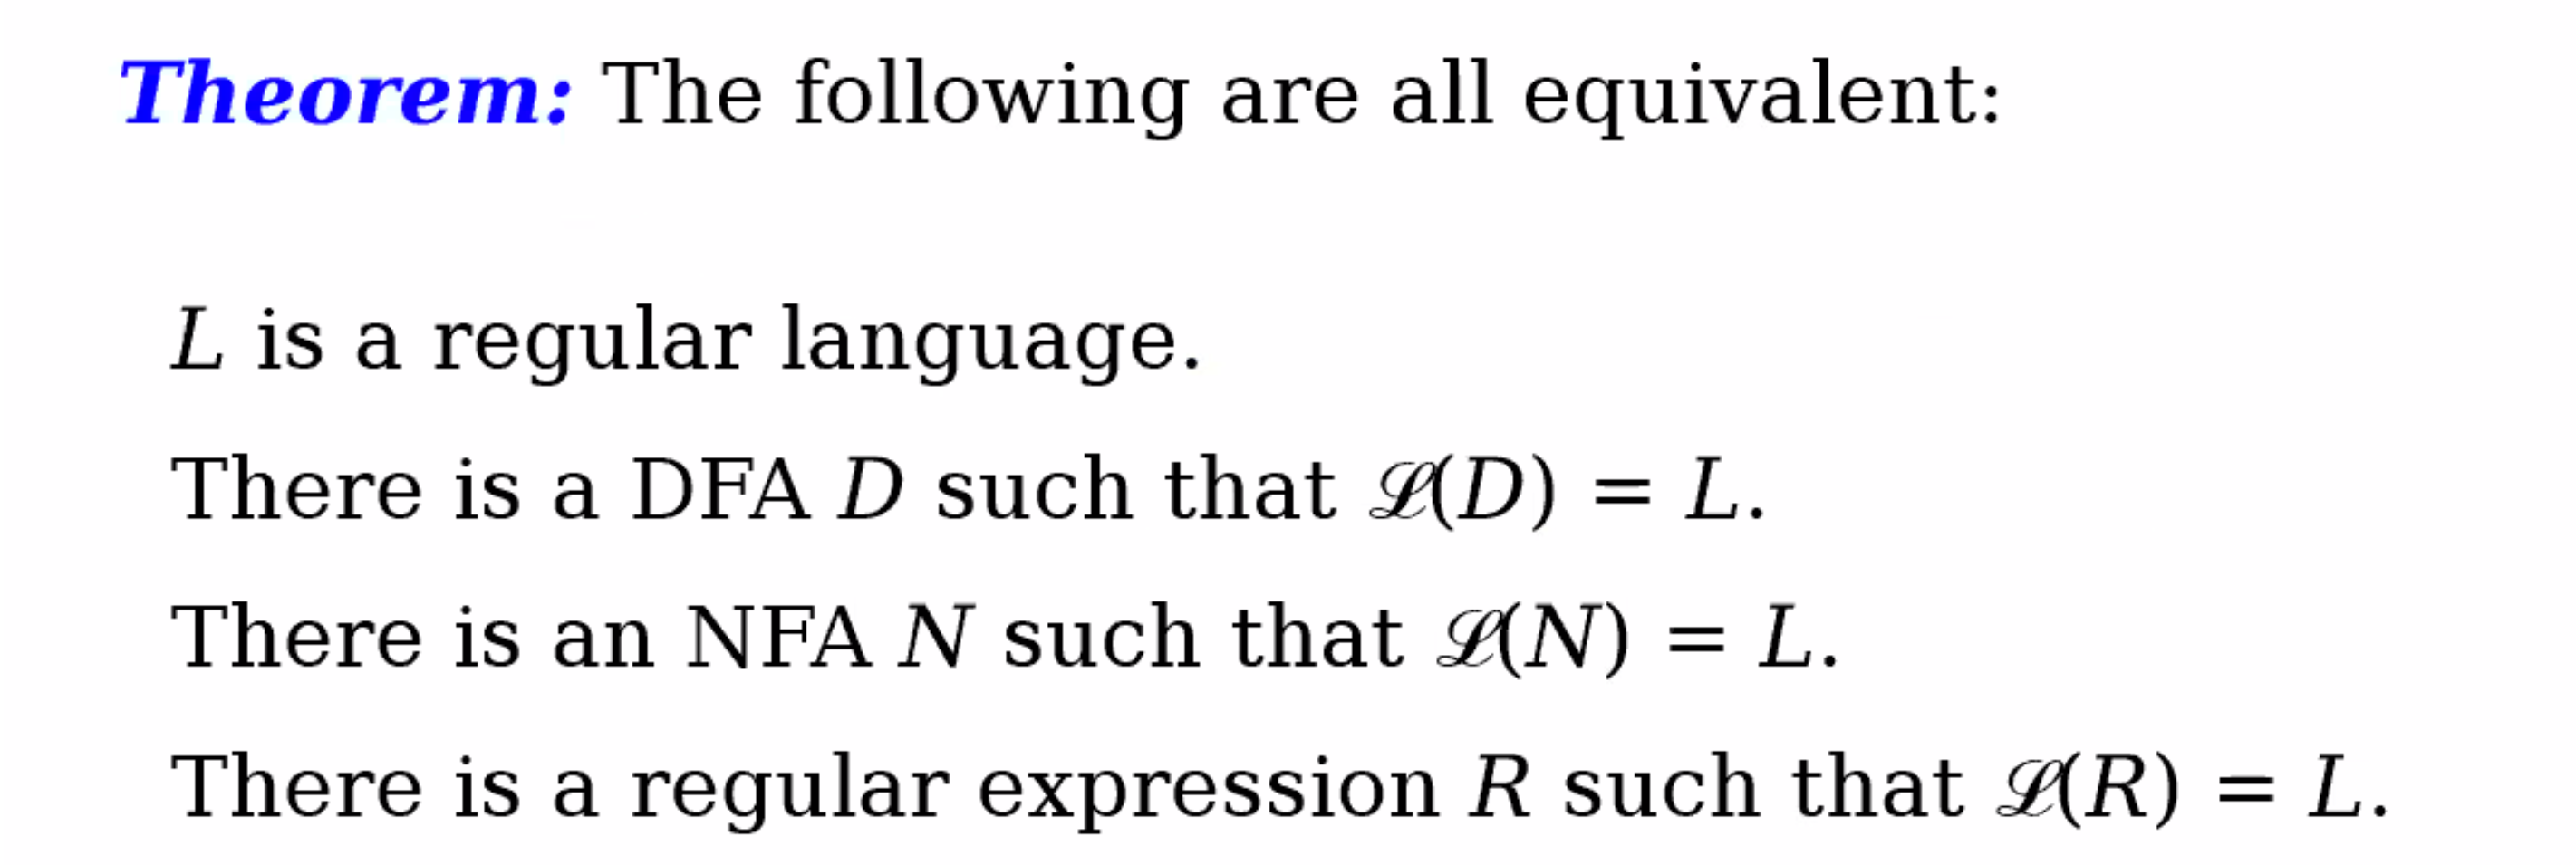 Theorem: The following are all equivalent:
L is a regular language.
There is a DFA D such that ℒ(D) = L.
There is an NFA N such that ℒ(N) = L.
There is a regular expression R such that ℒ(R) = L.